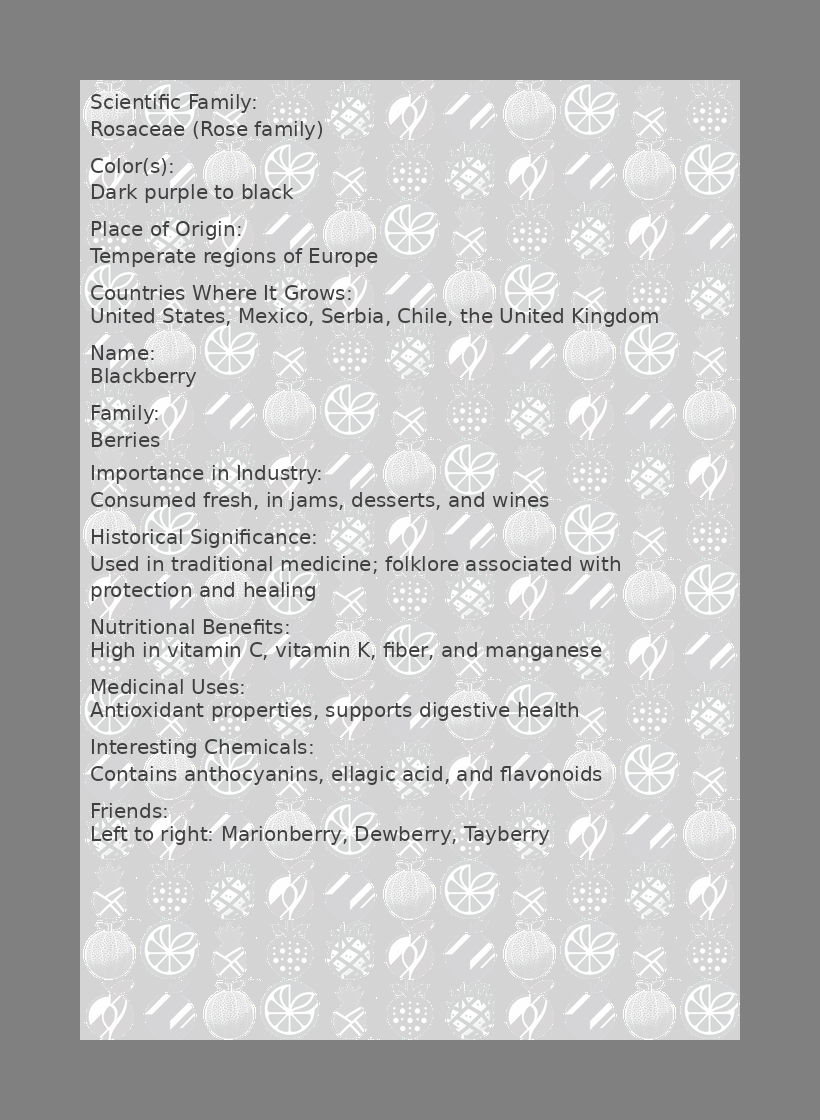 Scientific Family:
Rosaceae (Rose family)
Color(s):
Dark purple to black
Place of Origin:
Temperate regions of Europe
Countries Where It Grows:
United States, Mexico, Serbia, Chile, the United Kingdom
Name:
Blackberry
Family:
Berries
Importance in Industry:
Consumed fresh, in jams, desserts, and wines
Historical Significance:
Used in traditional medicine; folklore associated with
protection and healing
Nutritional Benefits:
High in vitamin C, vitamin K, fiber, and manganese
Medicinal Uses:
Antioxidant properties, supports digestive health
Interesting Chemicals:
Contains anthocyanins, ellagic acid, and flavonoids
Friends:
Left to right: Marionberry, Dewberry, Tayberry